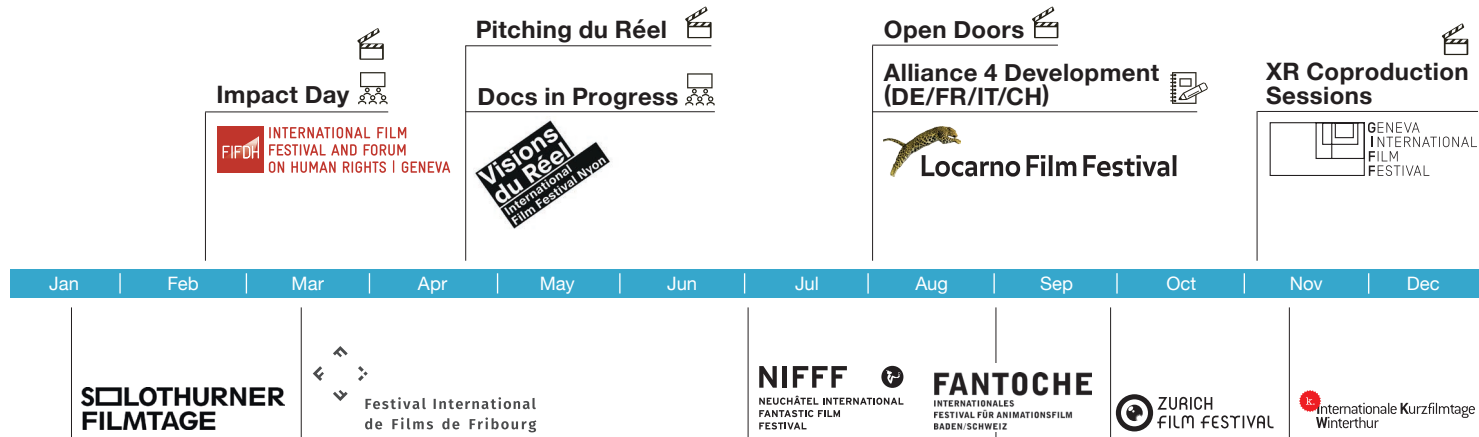 Impact Day
FIFDH
INTERNATIONAL FILM
FESTIVAL AND FORUM
ON HUMAN RIGHTS | GENEVA
Pitching du Réel
Docs in Progress
Visions
du Réel
International
Film Festival Nyon
Open Doors
Alliance 4 Development
(DE/FR/IT/CH)
Locarno Film Festival
XR Coproduction
Sessions
GENEVA
INTERNATIONAL
FILM
FESTIVAL
Jan | Feb | Mar | Apr | May | Jun | Jul | Aug | Sep | Oct | Nov | Dec
SOLOTHURNER
FILMTAGE
FIFF
Festival International
de Films de Fribourg
NIFFF
NEUCHÂTEL INTERNATIONAL
FANTASTIC FILM
FESTIVAL
FANTOCHE
INTERNATIONALES
FESTIVAL FÜR ANIMATIONSFILM
BADEN/SCHWEIZ
ZURICH
FILM FESTIVAL
k.
Internationale Kurzfilmtage
Winterthur